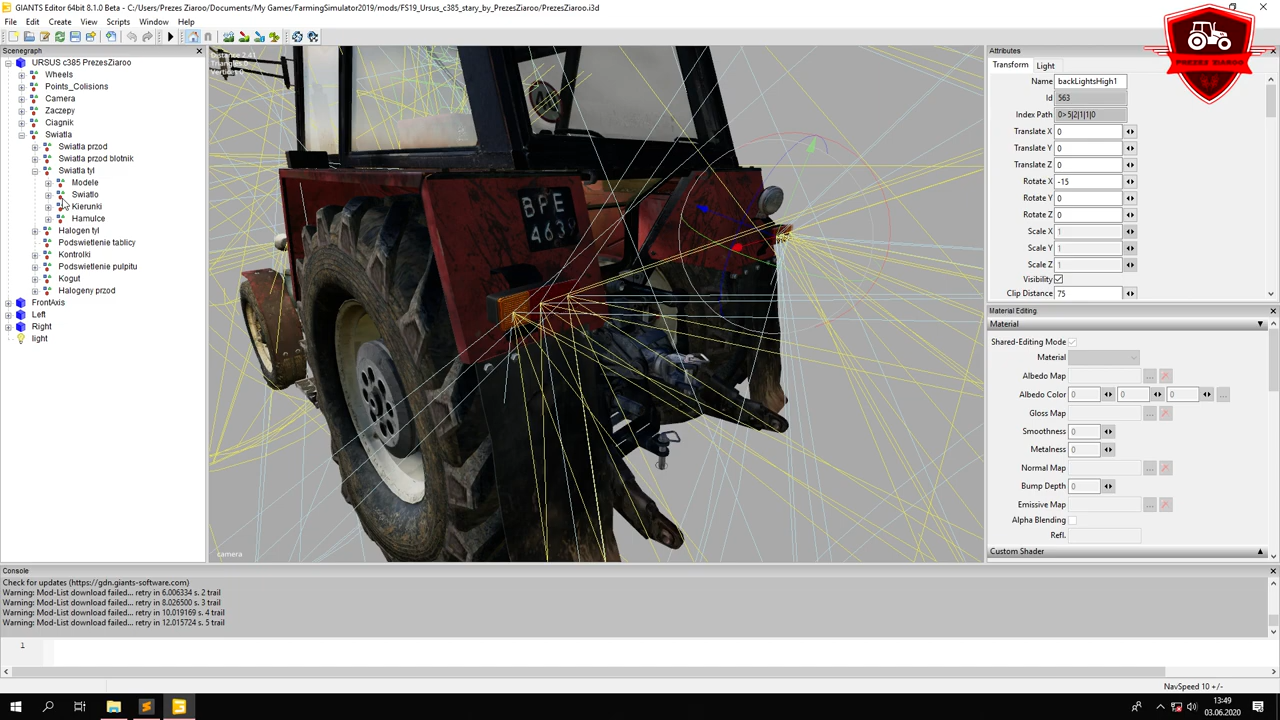 GIANTS Editor 64bit 8.1.0 Beta - C:/Users/Prezes Ziaroo/Documents/My Games/FarmingSimulator2019/mods/FS19_Ursus_c385_stary_by_PrezesZiaroo/PrezesZiaroo.i3d
File Edit Create View Scripts Window Help
PREZES ZIAROO
Scenegraph
URSUS c385 PrezesZiaroo
Wheels
Points_Colisions
Camera
Zaczepy
Ciagnik
Swiatla
Swiatla przod
Swiatla przod blotnik
Swiatla tyl
Modele
Swiatlo
Kierunki
Hamulce
Halogen tyl
Podswietlenie tablicy
Kontrolki
Podswietlenie pulpitu
Kogut
Halogeny przod
FrontAxis
Left
Right
light
Distance 2.41
Triangles 0
Vertices 0
BPE
463
camera
Attributes
Transform Light
Name backLightsHigh1
Id 563
Index Path 0>5|2|1|1|0
Translate X 0
Translate Y 0
Translate Z 0
Rotate X -15
Rotate Y 0
Rotate Z 0
Scale X 1
Scale Y 1
Scale Z 1
Visibility
Clip Distance 75
Material Editing
Material
Shared-Editing Mode
Material
Albedo Map ...
Albedo Color 0 0 0 ...
Gloss Map ...
Smoothness 0
Metalness 0
Normal Map ...
Bump Depth 0
Emissive Map ...
Alpha Blending
Refl.
Custom Shader
Console
Check for updates (https://gdn.giants-software.com)
Warning: Mod-List download failed... retry in 6.006334 s. 2 trail
Warning: Mod-List download failed... retry in 8.026500 s. 3 trail
Warning: Mod-List download failed... retry in 10.019169 s. 4 trail
Warning: Mod-List download failed... retry in 12.015724 s. 5 trail
1
NavSpeed 10 +/-
13:49
03.06.2020